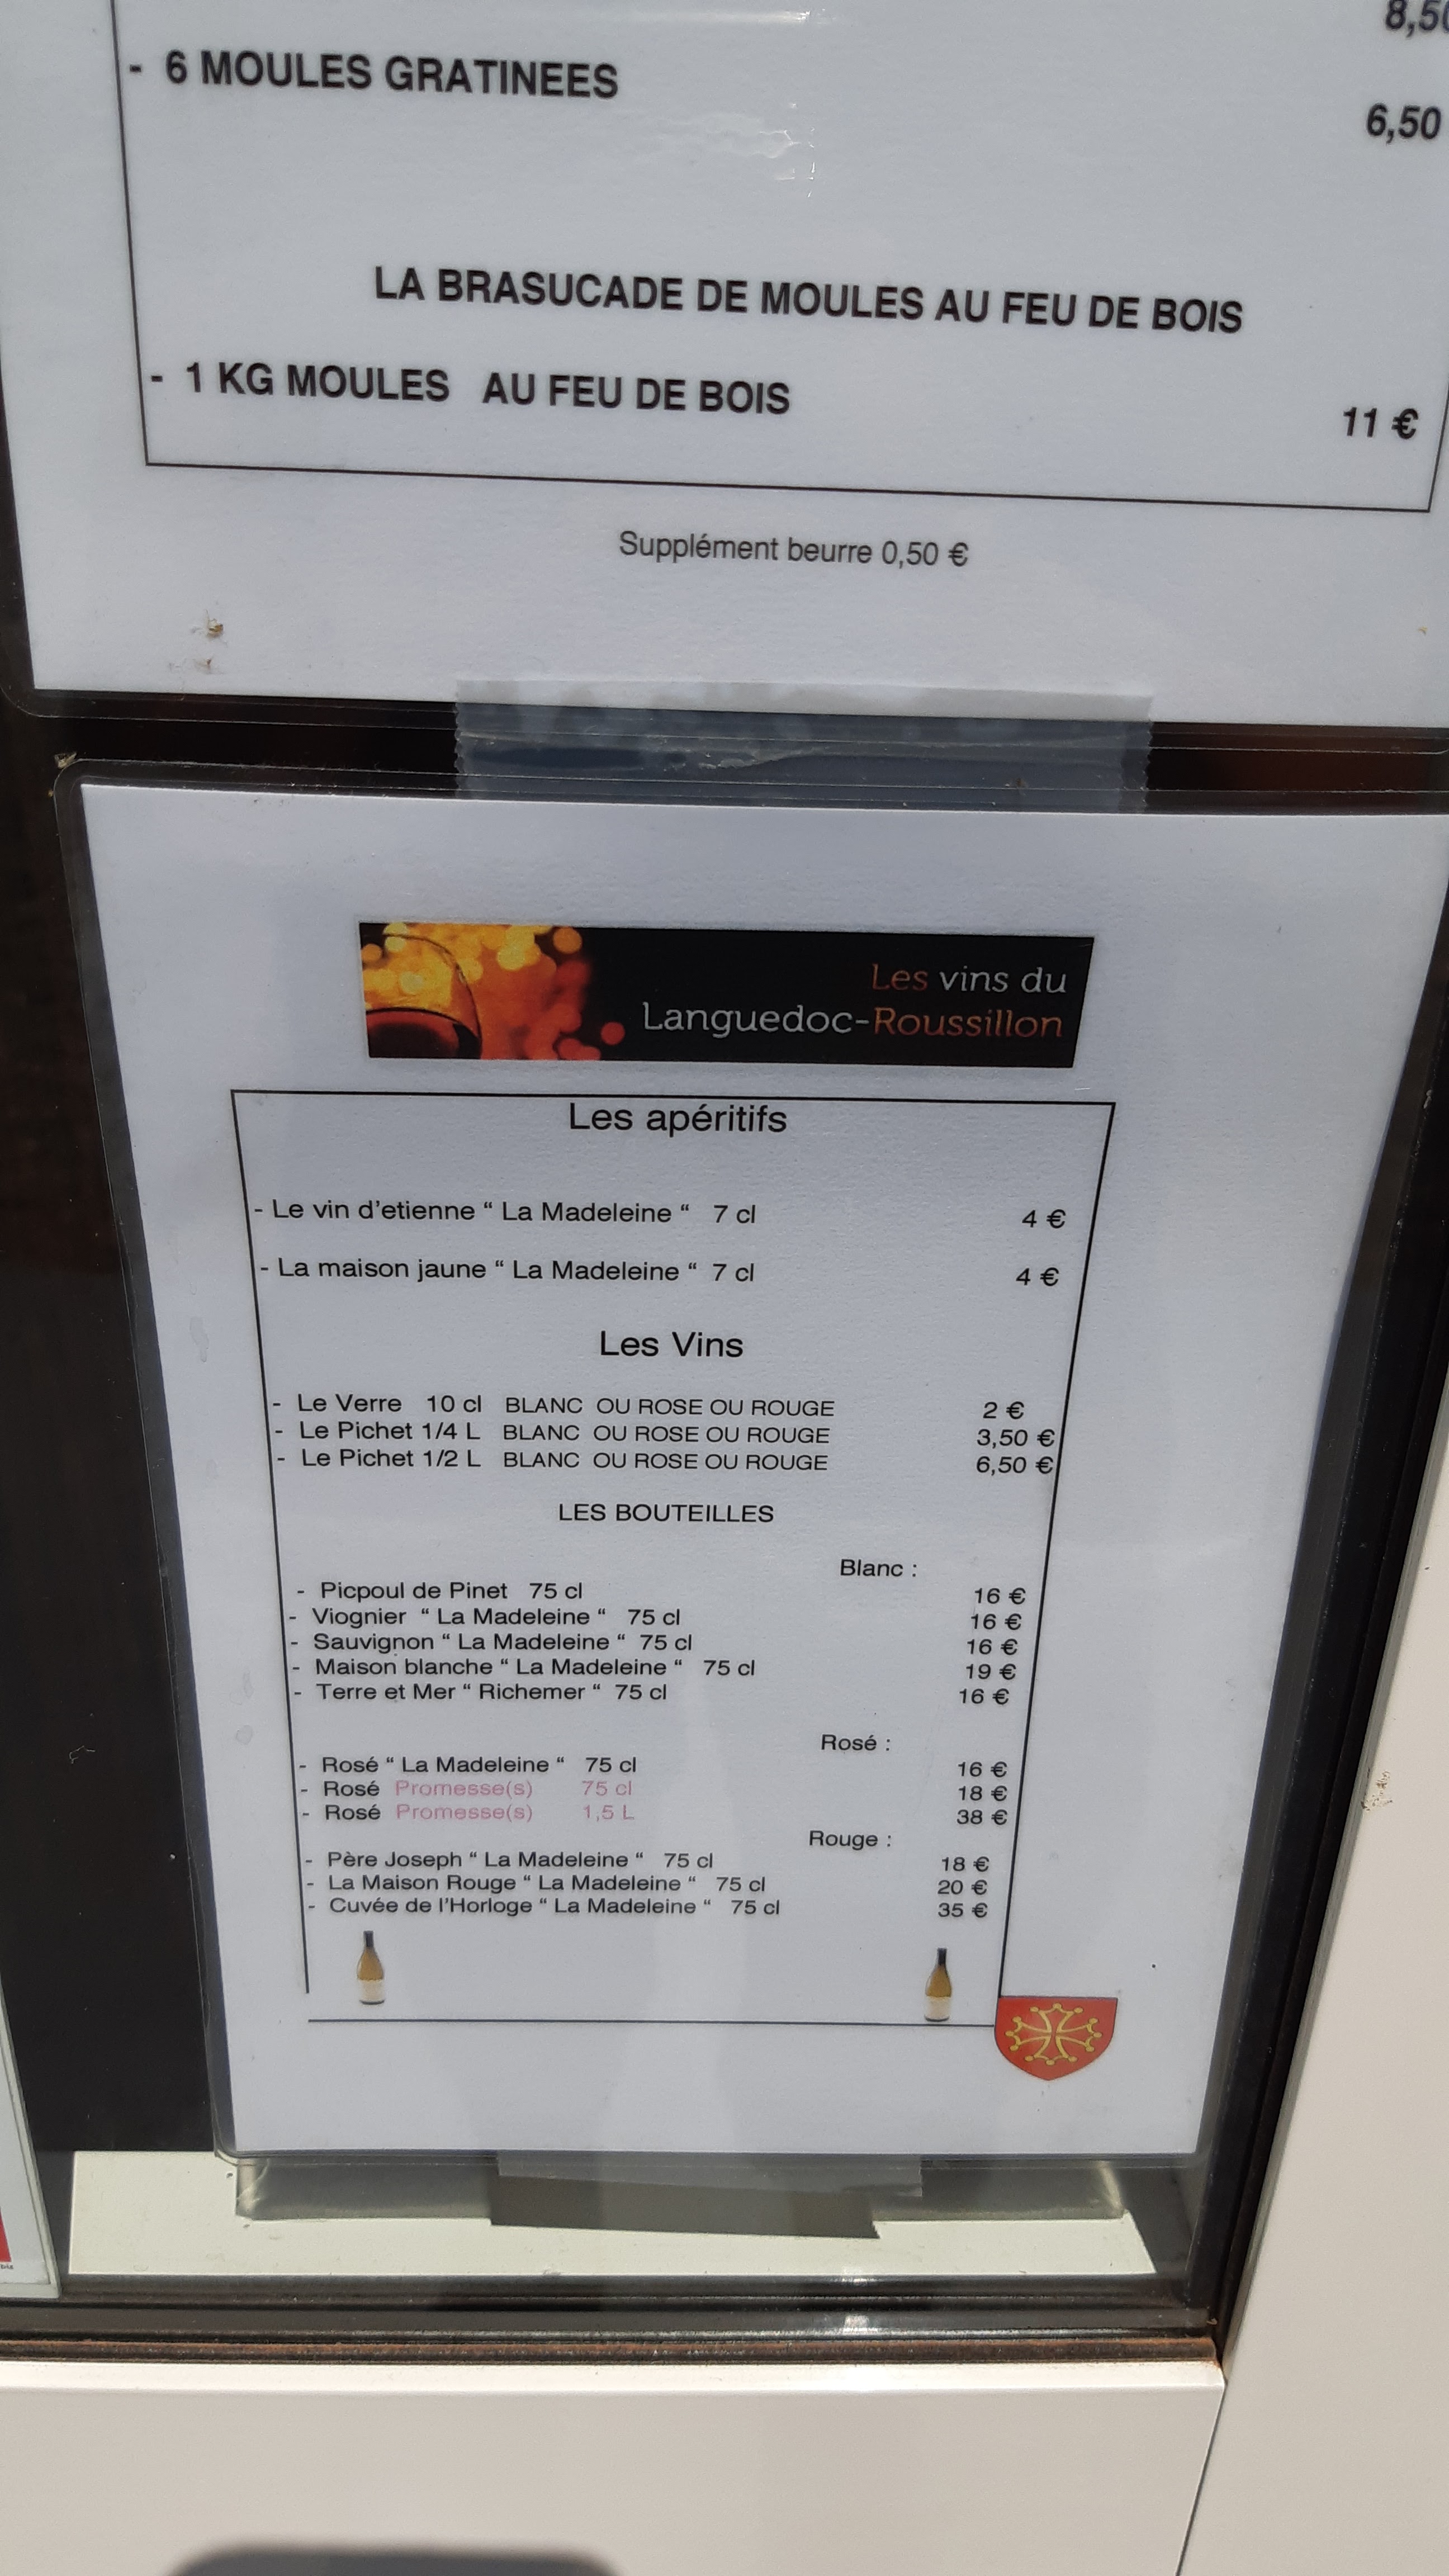 8,50
- 6 MOULES GRATINEES 6,50
LA BRASUCADE DE MOULES AU FEU DE BOIS
- 1 KG MOULES AU FEU DE BOIS 11 €
Supplément beurre 0,50 €
Les vins du
Languedoc-Roussillon
Les apéritifs
- Le vin d'etienne “ La Madeleine “ 7 cl 4 €
- La maison jaune “ La Madeleine “ 7 cl 4 €
Les Vins
- Le Verre 10 cl BLANC OU ROSE OU ROUGE 2 €
- Le Pichet 1/4 L BLANC OU ROSE OU ROUGE 3,50 €
- Le Pichet 1/2 L BLANC OU ROSE OU ROUGE 6,50 €
LES BOUTEILLES
Blanc :
- Picpoul de Pinet 75 cl 16 €
- Viognier “ La Madeleine “ 75 cl 16 €
- Sauvignon “ La Madeleine “ 75 cl 16 €
- Maison blanche “ La Madeleine “ 75 cl 19 €
- Terre et Mer “ Richemer “ 75 cl 16 €
Rosé :
- Rosé “ La Madeleine “ 75 cl 16 €
- Rosé Promesse(s) 75 cl 18 €
- Rosé Promesse(s) 1,5 L 38 €
Rouge :
- Père Joseph “ La Madeleine “ 75 cl 18 €
- La Maison Rouge “ La Madeleine “ 75 cl 20 €
- Cuvée de l'Horloge “ La Madeleine “ 75 cl 35 €